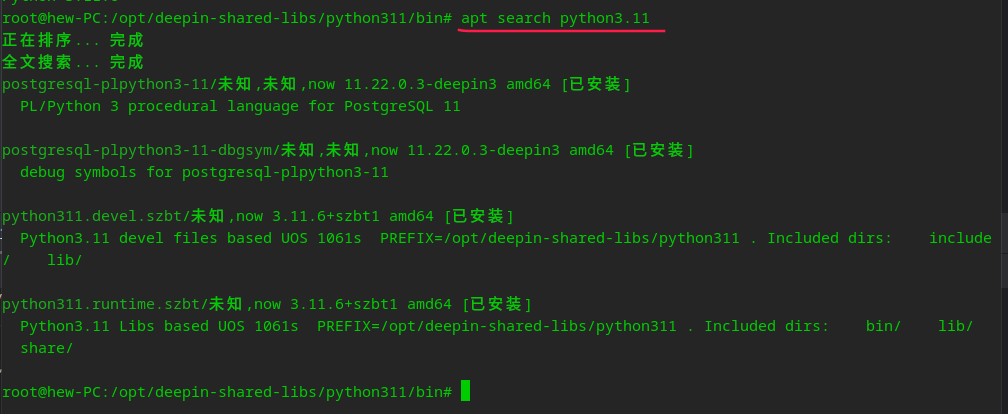 root@hew-PC:/opt/deepin-shared-libs/python311/bin# apt search python3.11
正在排序... 完成
全文搜索... 完成
postgresql-plpython3-11/未知,未知,now 11.22.0.3-deepin3 amd64 [已安装]
  PL/Python 3 procedural language for PostgreSQL 11
postgresql-plpython3-11-dbgsym/未知,未知,now 11.22.0.3-deepin3 amd64 [已安装]
  debug symbols for postgresql-plpython3-11
python311.devel.szbt/未知,now 3.11.6+szbt1 amd64 [已安装]
  Python3.11 devel files based UOS 1061s  PREFIX=/opt/deepin-shared-libs/python311 . Included dirs:    include
/    lib/
python311.runtime.szbt/未知,now 3.11.6+szbt1 amd64 [已安装]
  Python3.11 Libs based UOS 1061s  PREFIX=/opt/deepin-shared-libs/python311 . Included dirs:    bin/    lib/
  share/
root@hew-PC:/opt/deepin-shared-libs/python311/bin#